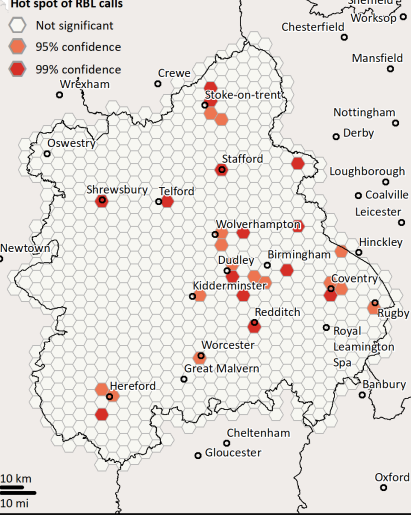 Hot spot of RBL calls
Not significant
95% confidence
99% confidence
Sheffield
Worksop
Chesterfield
Mansfield
Crewe
Wrexham
Stoke-on-trent
Nottingham
Derby
Oswestry
Stafford
Loughborough
Shrewsbury
Telford
Coalville
Leicester
Wolverhampton
Newtown
Hinckley
Dudley
Birmingham
Coventry
Kidderminster
Redditch
Rugby
Royal
Leamington
Spa
Worcester
Great Malvern
Hereford
Banbury
Cheltenham
Gloucester
10 km
10 mi
Oxford